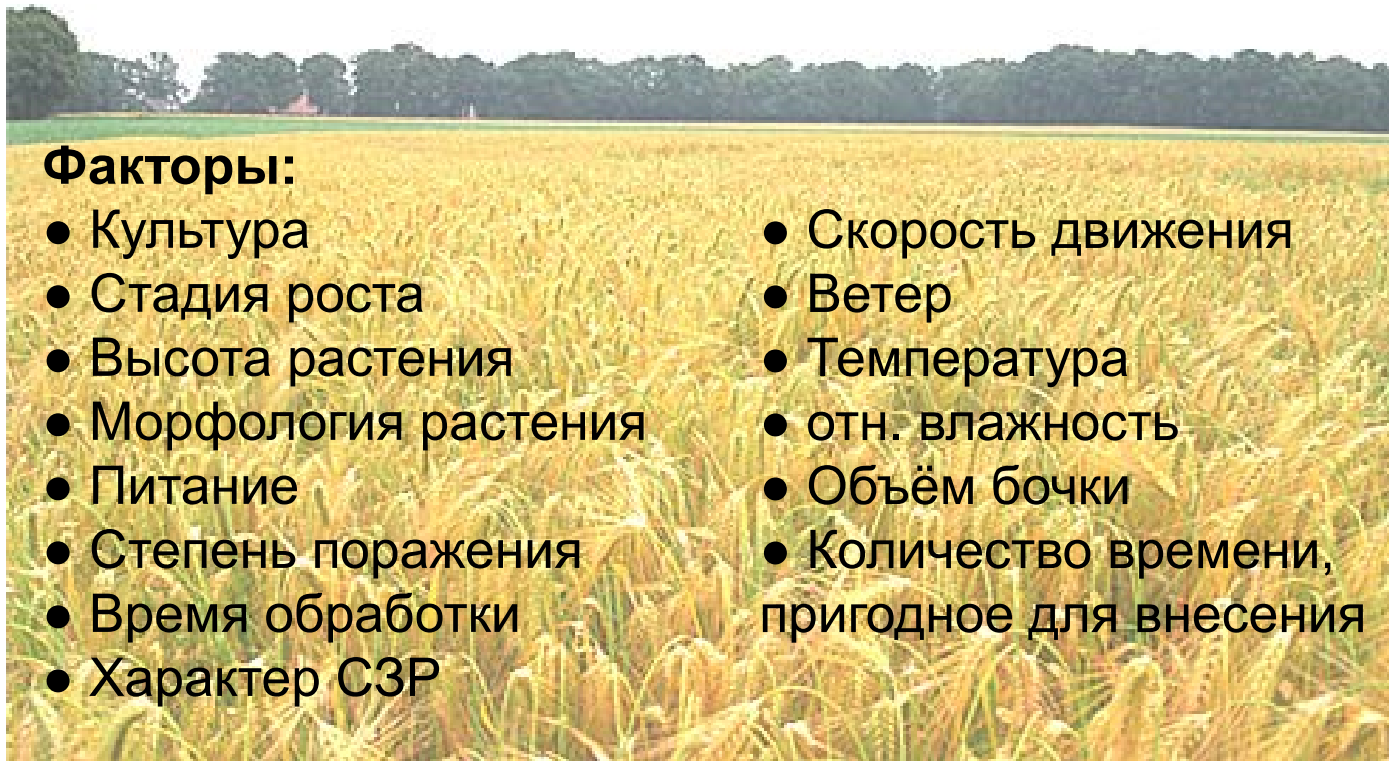 Факторы:
● Культура
● Стадия роста
● Высота растения
● Морфология растения
● Питание
● Степень поражения
● Время обработки
● Характер СЗР
● Скорость движения
● Ветер
● Температура
● отн. влажность
● Объём бочки
● Количество времени,
пригодное для внесения